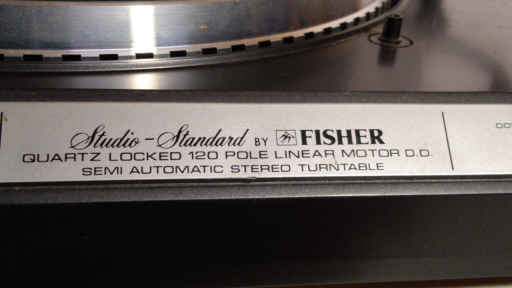 Studio-Standard BY FISHER
QUARTZ LOCKED 120 POLE LINEAR MOTOR D.D.
SEMI AUTOMATIC STEREO TURNTABLE